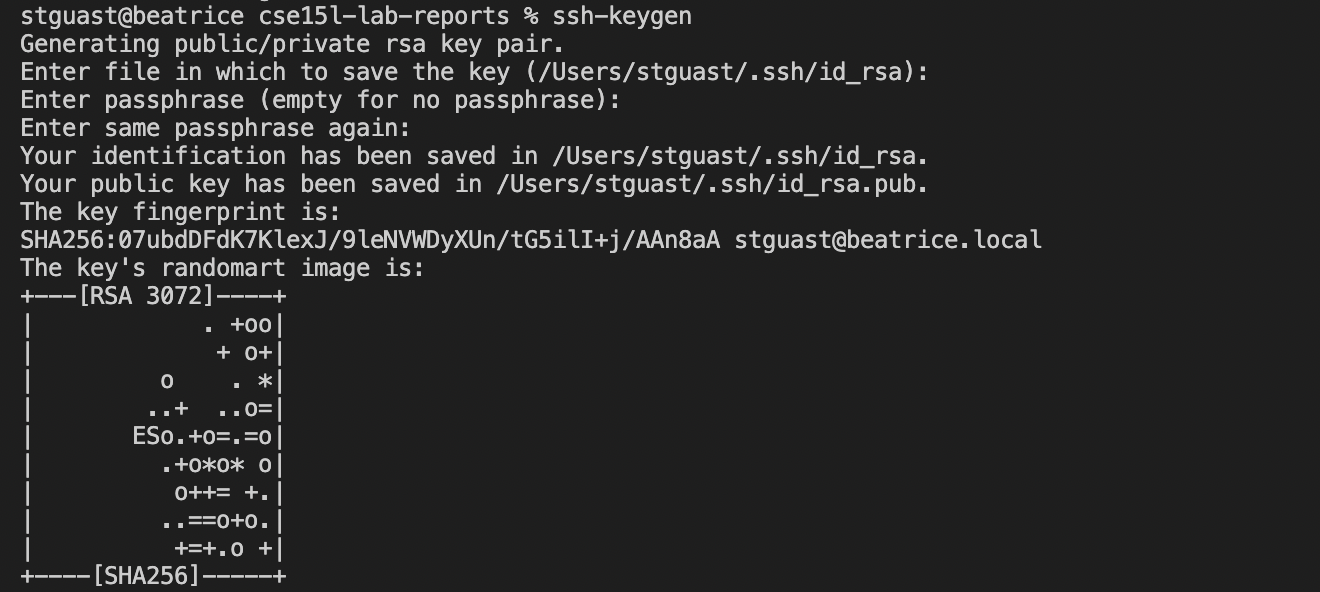 stguast@beatrice cse15l-lab-reports % ssh-keygen
Generating public/private rsa key pair.
Enter file in which to save the key (/Users/stguast/.ssh/id_rsa):
Enter passphrase (empty for no passphrase):
Enter same passphrase again:
Your identification has been saved in /Users/stguast/.ssh/id_rsa.
Your public key has been saved in /Users/stguast/.ssh/id_rsa.pub.
The key fingerprint is:
SHA256:07ubdDFdK7KlexJ/9leNVWDyXUn/tG5ilI+j/AAn8aA stguast@beatrice.local
The key's randomart image is:
+---[RSA 3072]----+
|             . +oo|
|              + o+|
|          o    . *|
|         ..+  ..o=|
|        ESo.+o=.=o|
|          .+o*o* o|
|           o++= +.|
|          ..==o+o.|
|           +=+.o +|
+----[SHA256]-----+